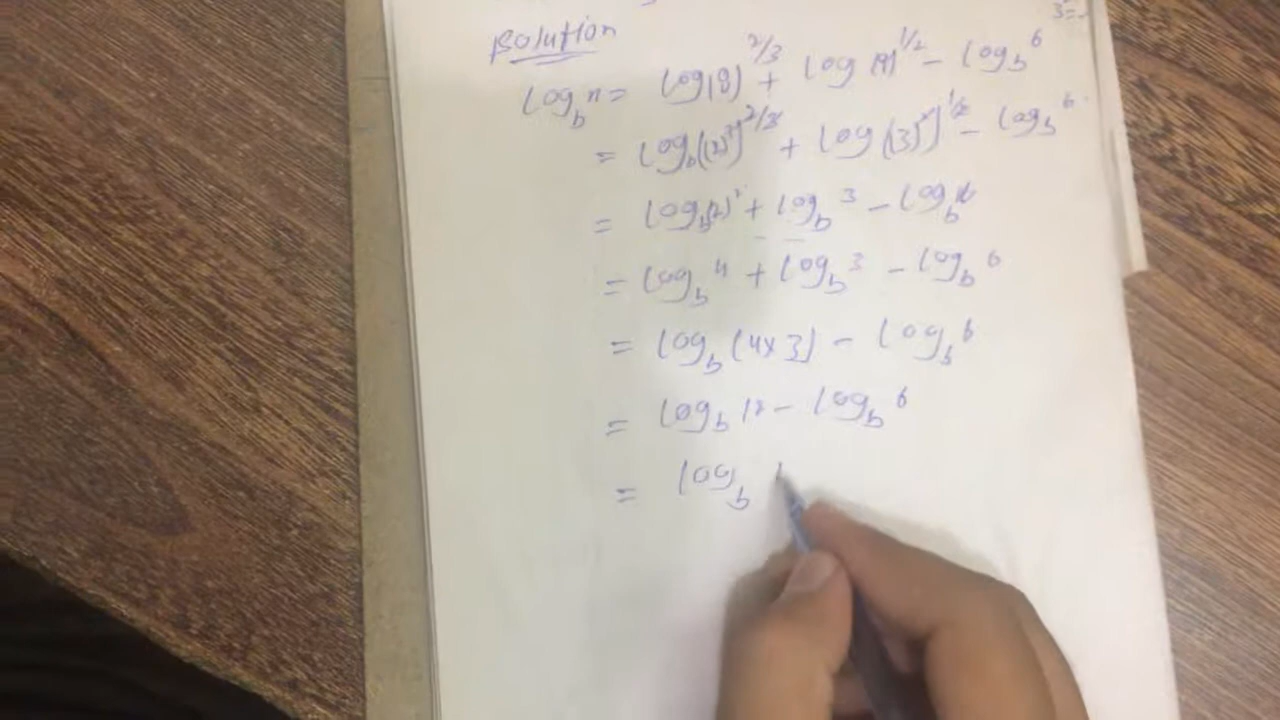 3=
Solution
log_b n = log(8)^{2/3} + log (9)^{1/2} - log_b 6
= log_b((2)^3)^{2/3} + log ((3)^2)^{1/2} - log_b 6
= log_b(2)^2 + log_b 3 - log_b 6
= log_b 4 + log_b 3 - log_b 6
= log_b (4x3) - log_b 6
= log_b 12 - log_b 6
= log_b 1